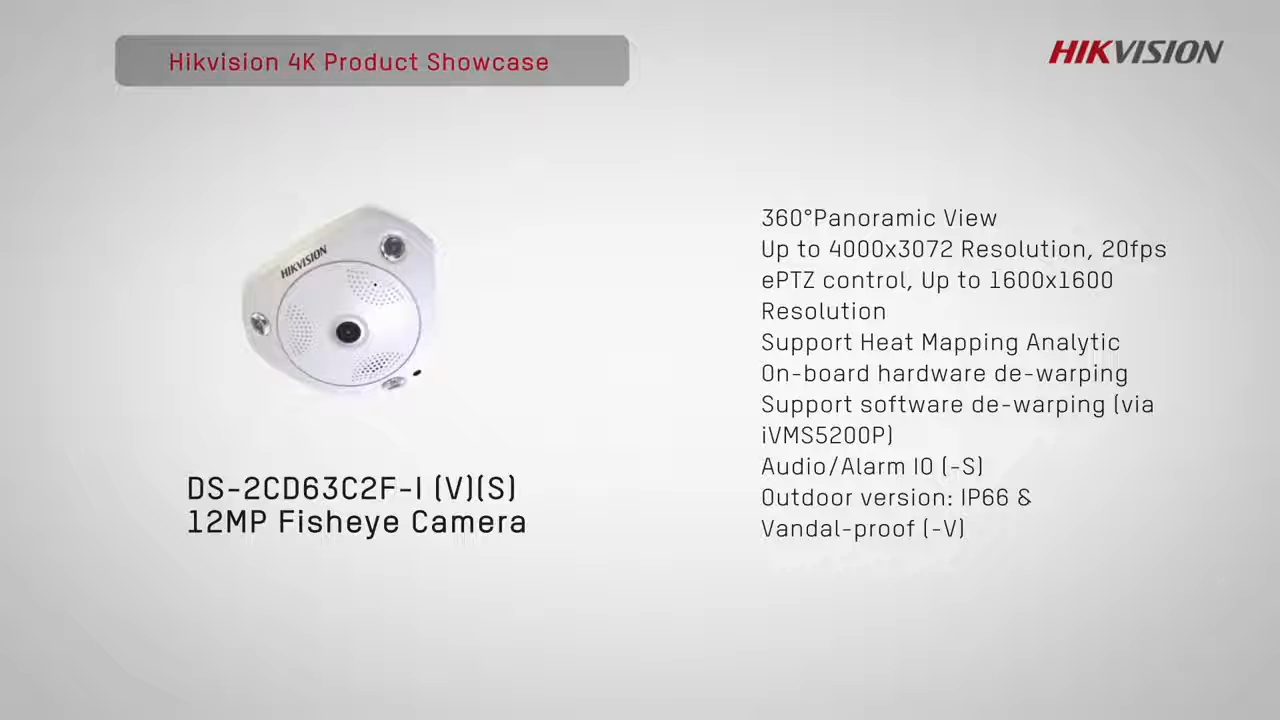 Hikvision 4K Product Showcase
HIKVISION
HIKVISION
360°Panoramic View
Up to 4000x3072 Resolution, 20fps
ePTZ control, Up to 1600x1600
Resolution
Support Heat Mapping Analytic
On-board hardware de-warping
Support software de-warping (via
iVMS5200P)
Audio/Alarm IO (-S)
Outdoor version: IP66 &
Vandal-proof (-V)
DS-2CD63C2F-I (V)(S)
12MP Fisheye Camera